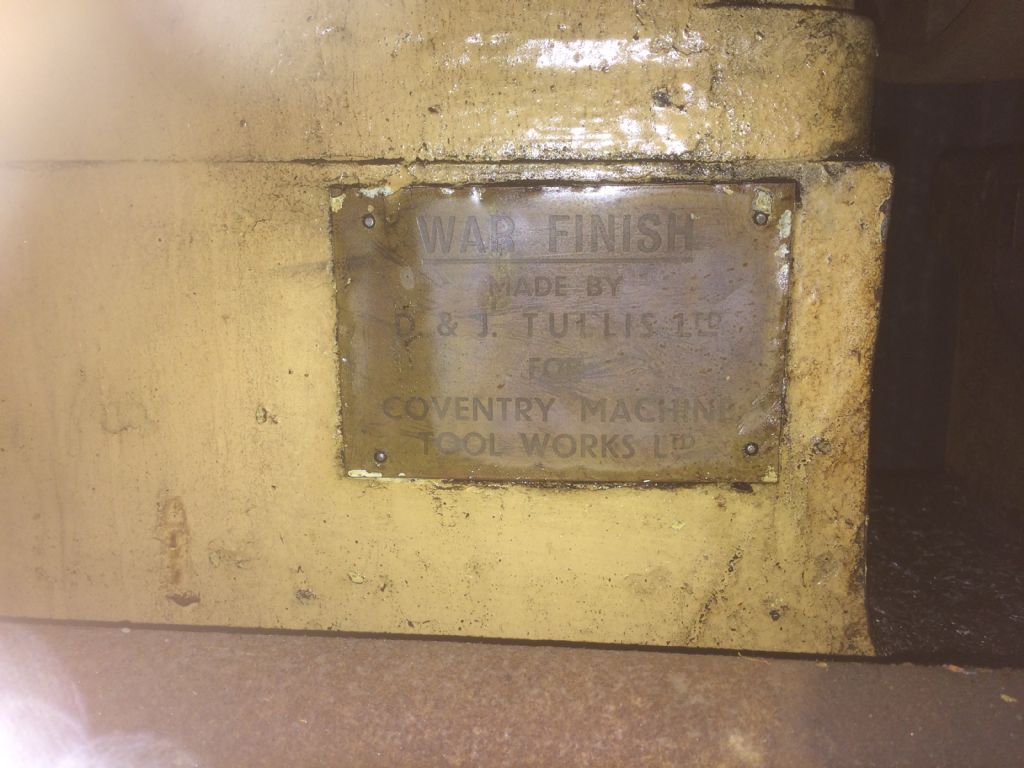 WAR FINISH
MADE BY
D. & J. TULLIS LTD
FOR
COVENTRY MACHINE
TOOL WORKS LTD